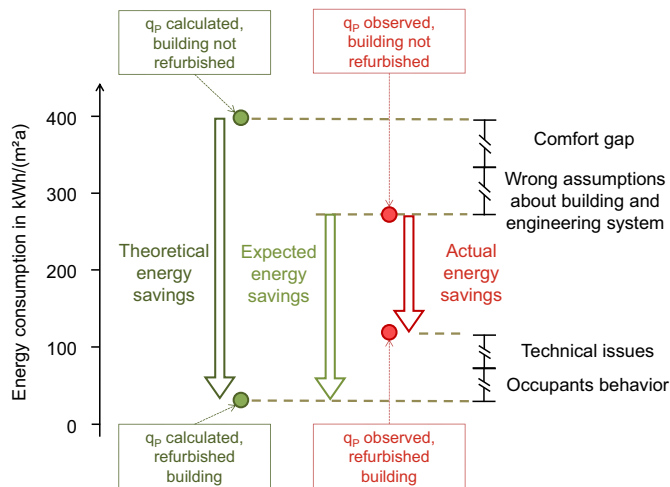 qP calculated,
building not
refurbished
qP observed,
building not
refurbished
Energy consumption in kWh/(m²a)
400
300
200
100
0
Theoretical
energy
savings
Expected
energy
savings
Actual
energy
savings
Comfort gap
Wrong assumptions
about building and
engineering system
Technical issues
Occupants behavior
qP calculated,
refurbished
building
qP observed,
refurbished
building